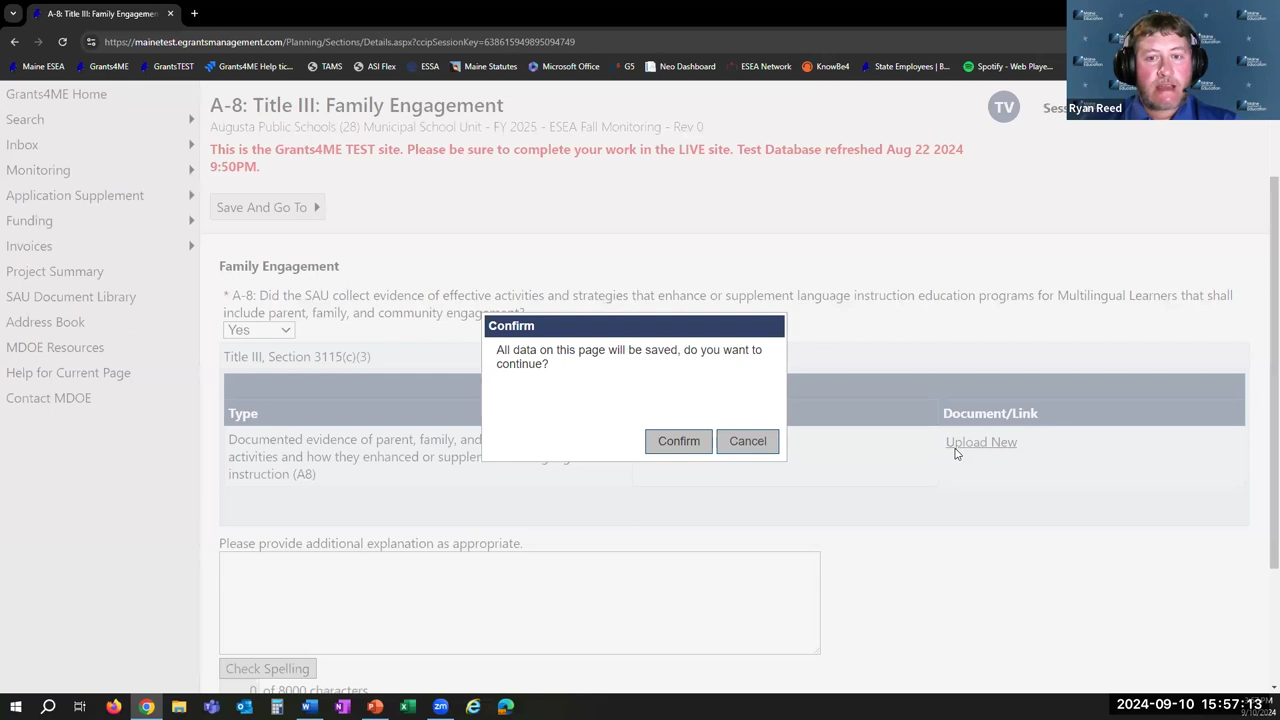 A-8: Title III: Family Engagemen
https://mainetest.egrantsmanagement.com/Planning/Sections/Details.aspx?ccipSessionKey=638615949895094749
Maine ESEA
Grants4ME
GrantsTEST
Grants4ME Help tic...
TAMS
ASI Flex
ESSA
Maine Statutes
Microsoft Office
G5
Neo Dashboard
ESEA Network
KnowBe4
State Employees | B...
Spotify - Web Playe...
Ryan Reed
Grants4ME Home
Search
Inbox
Monitoring
Application Supplement
Funding
Invoices
Project Summary
SAU Document Library
Address Book
MDOE Resources
Help for Current Page
Contact MDOE
A-8: Title III: Family Engagement
TV
Augusta Public Schools (28) Municipal School Unit - FY 2025 - ESEA Fall Monitoring - Rev 0
This is the Grants4ME TEST site. Please be sure to complete your work in the LIVE site. Test Database refreshed Aug 22 2024
9:50PM.
Save And Go To
Family Engagement
* A-8: Did the SAU collect evidence of effective activities and strategies that enhance or supplement language instruction education programs for Multilingual Learners that shall
include parent, family, and community engagement?
Yes
Title III, Section 3115(c)(3)
Type
Document/Link
Documented evidence of parent, family, and
activities and how they enhanced or
instruction (A8)
Upload New
Confirm
All data on this page will be saved, do you want to
continue?
Confirm
Cancel
Please provide additional explanation as appropriate.
Check Spelling
0 of 8000 characters
2024-09-10 15:57:13